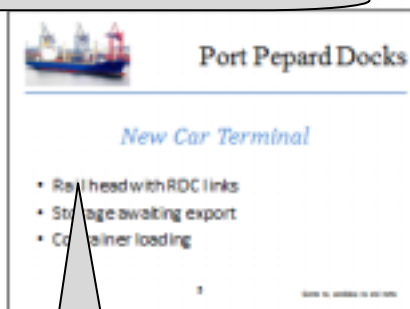 Port Pepard Docks
New Car Terminal
• Rail head with RDC links
• Storage awaiting export
• Container loading